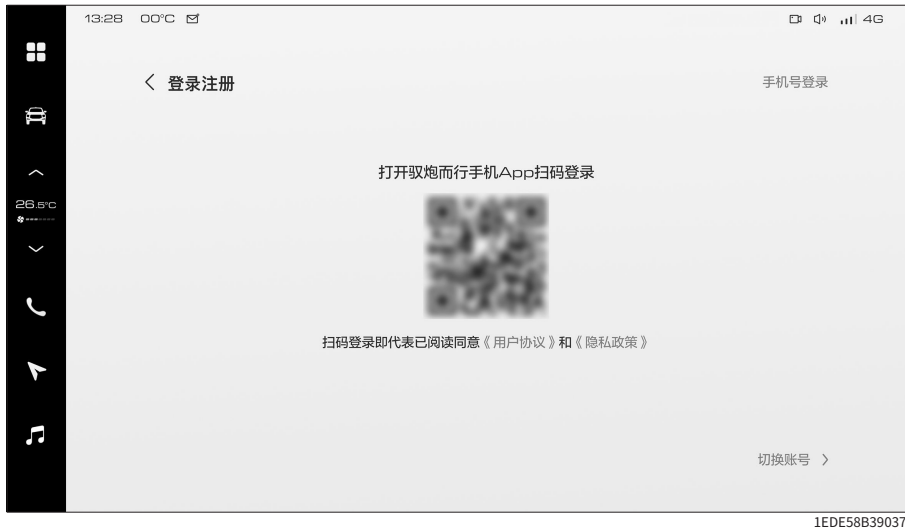 13:28 00°C 4G
登录注册 手机号登录
打开驭炮而行手机App扫码登录
26.5°C
扫码登录即代表已阅读同意《用户协议》和《隐私政策》
切换账号
1EDE58B39037